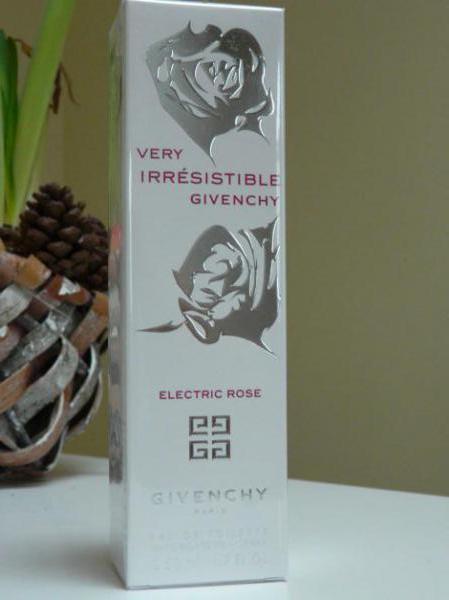 VERY
IRRÉSISTIBLE
GIVENCHY
ELECTRIC ROSE
GIVENCHY
PARIS
EAU DE TOILETTE